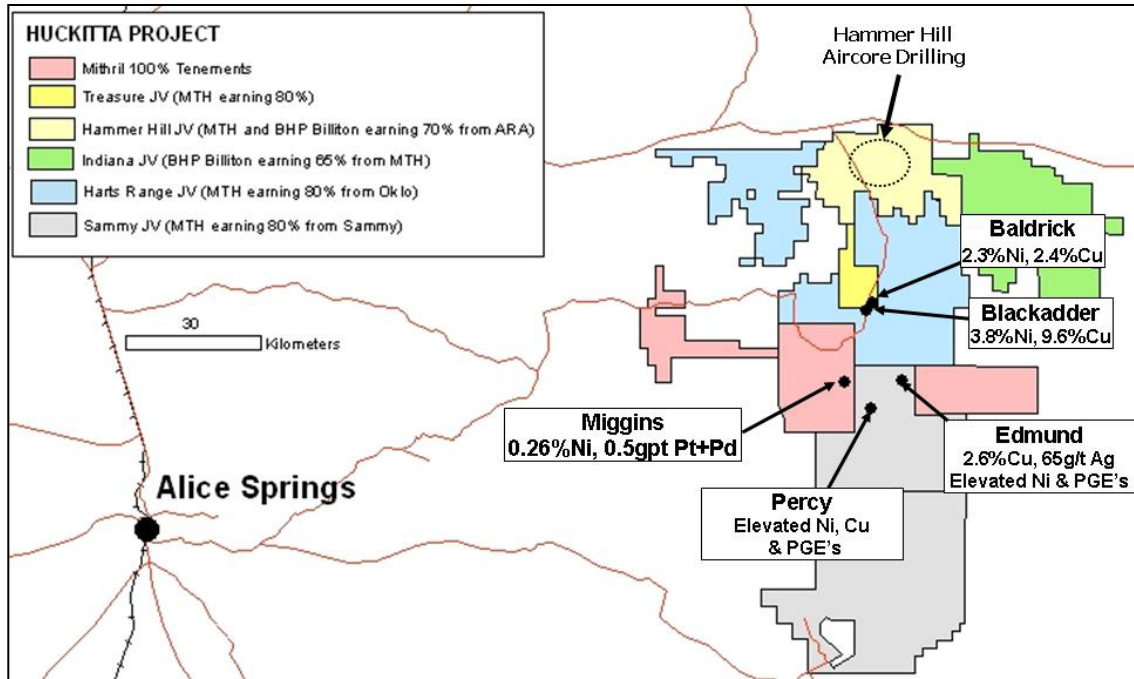 HUCKITTA PROJECT
Mithril 100% Tenements
Treasure JV (MTH earning 80%)
Hammer Hill JV (MTH and BHP Billiton earning 70% from ARA)
Indiana JV (BHP Billiton earning 65% from MTH)
Harts Range JV (MTH earning 80% from Oklo)
Sammy JV (MTH earning 80% from Sammy)
Hammer Hill
Aircore Drilling
Baldrick
2.3%Ni, 2.4%Cu
Blackadder
3.8%Ni, 9.6%Cu
30
Kilometers
Miggins
0.26%Ni, 0.5gpt Pt+Pd
Edmund
2.6%Cu, 65g/t Ag
Elevated Ni & PGE's
Percy
Elevated Ni, Cu
& PGE's
Alice Springs